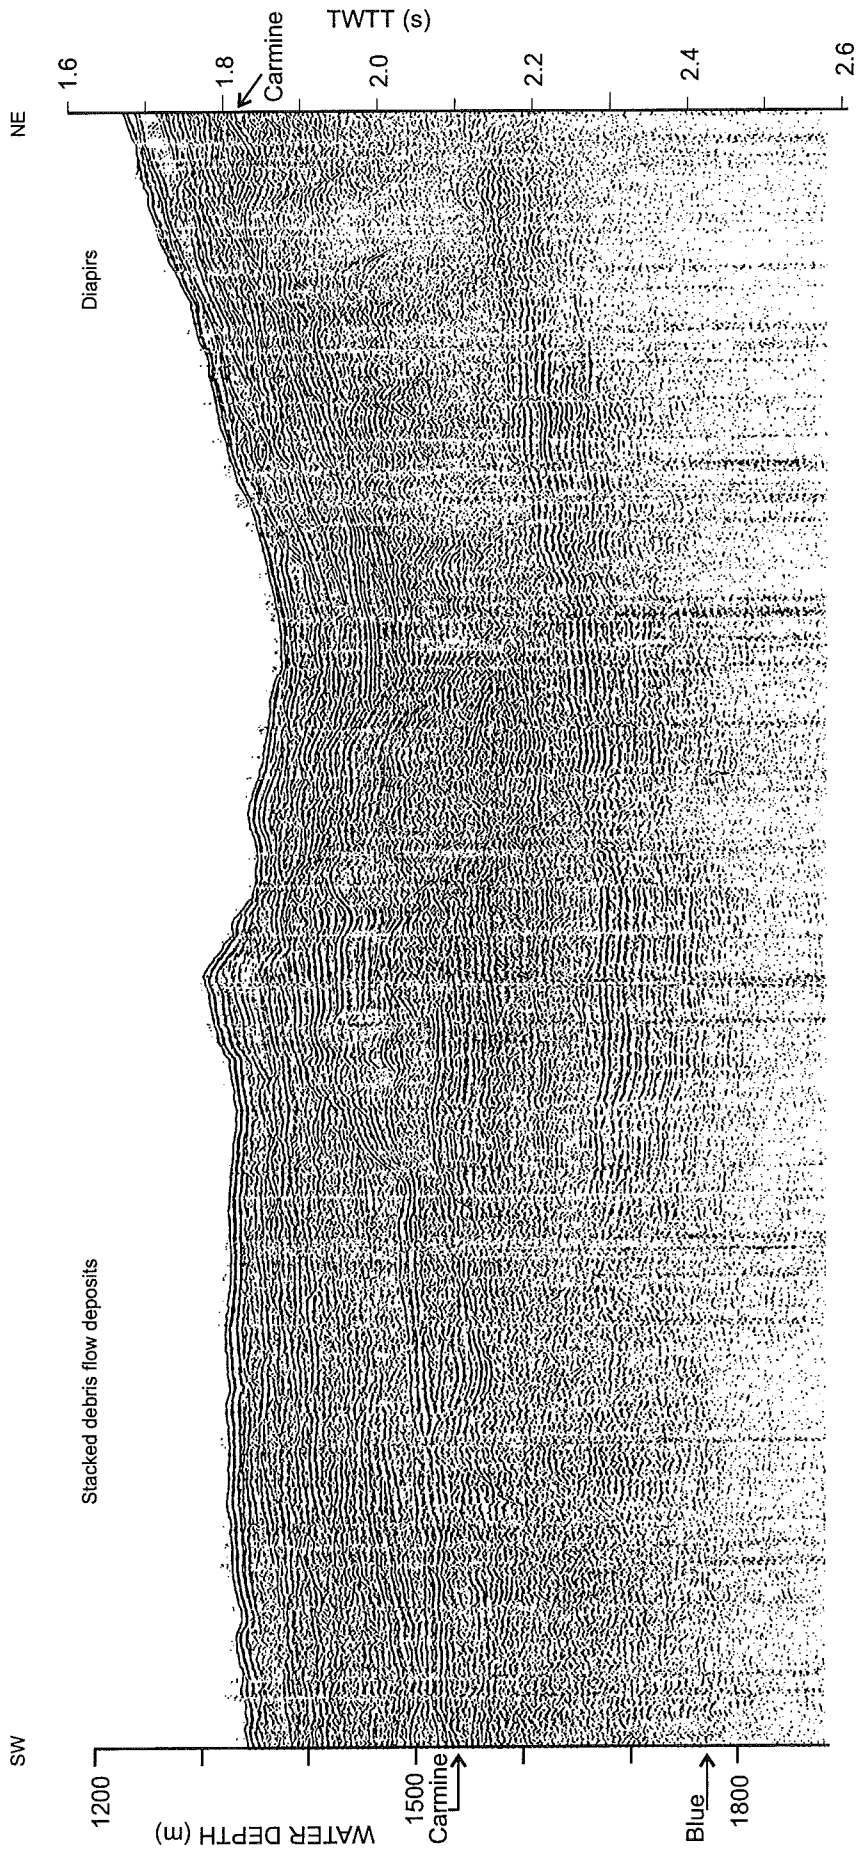 SW
NE
Stacked debris flow deposits
Diapirs
1200
1500
1800
WATER DEPTH (m)
Carmine
Blue
TWTT (s)
1.6
1.8
2.0
2.2
2.4
2.6
Carmine